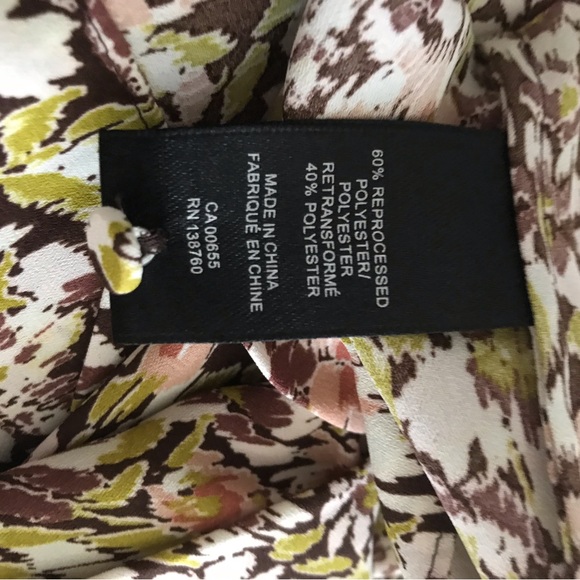 60% REPROCESSED
POLYESTER/
POLYESTER
RETRANSFORMÉ
40% POLYESTER
MADE IN CHINA
FABRIQUÉ EN CHINE
CA 00655
RN 138760